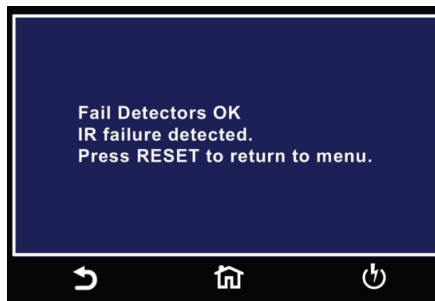 Fail Detectors OK
IR failure detected.
Press RESET to return to menu.